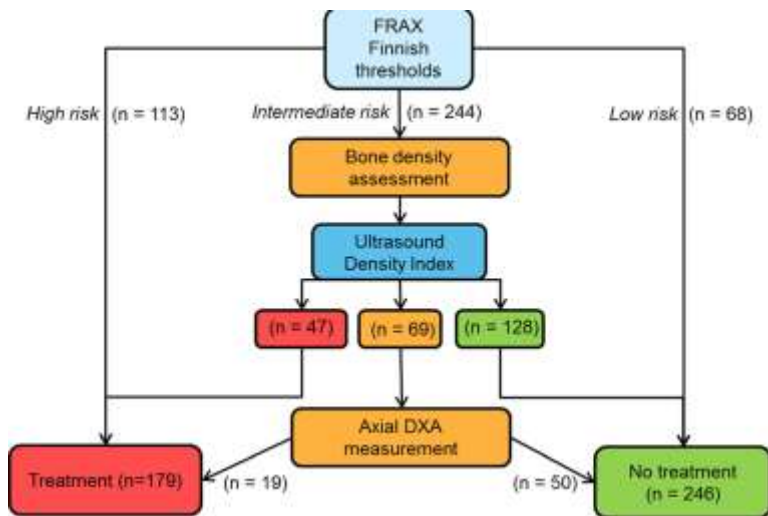 FRAX
Finnish
thresholds
High risk (n = 113)
Intermediate risk (n = 244)
Low risk (n = 68)
Bone density
assessment
Ultrasound
Density Index
(n = 47)
(n = 69)
(n = 128)
Axial DXA
measurement
Treatment (n=179)
(n = 19)
(n = 50)
No treatment
(n = 246)